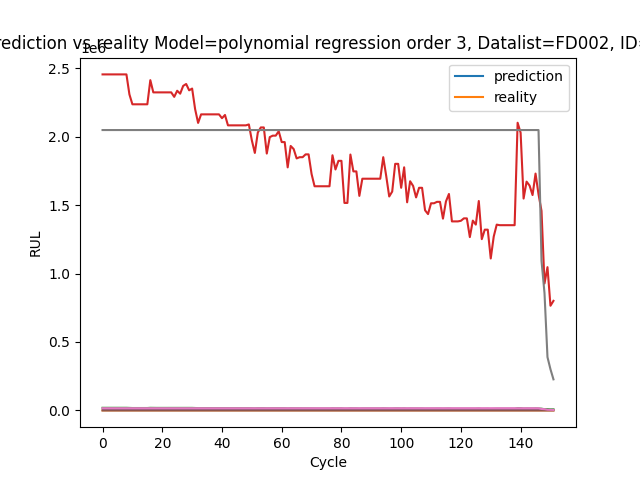 rediction vs reality Model=polynomial regression order 3, Datalist=FD002, ID=
1e6
2.5
2.0
1.5
1.0
0.5
0.0
RUL
prediction
reality
0 20 40 60 80 100 120 140
Cycle